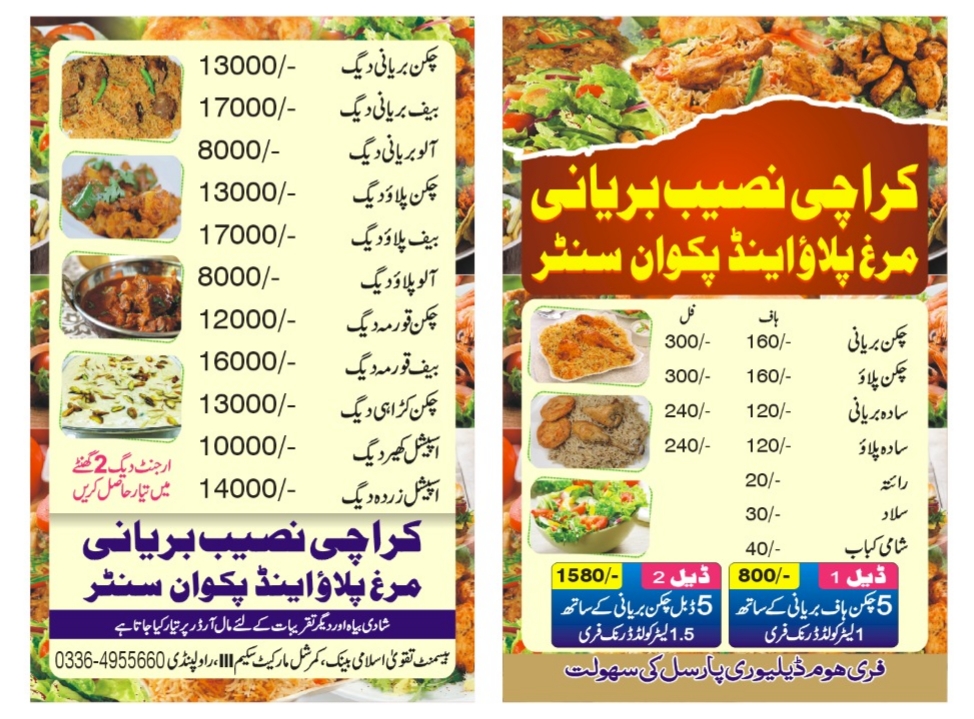 کراچی نصیب بریانی
مرغ پلاؤ اینڈ پکوان سنٹر
ہاف فل
چکن بریانی 160/- 300/-
چکن پلاؤ 160/- 300/-
سادہ بریانی 120/- 240/-
سادہ پلاؤ 120/- 240/-
رائتہ 20/-
سلاد 30/-
شامی کباب 40/-
ڈیل 1 800/-
5 چکن ہاف بریانی کے ساتھ
1 لیٹر کولڈ ڈرنک فری
ڈیل 2 1580/-
5 ڈبل چکن بریانی کے ساتھ
1.5 لیٹر کولڈ ڈرنک فری
فری ھوم ڈیلیوری پارسل کی سھولت
چکن بریانی دیگ 13000/-
بیف بریانی دیگ 17000/-
آلو بریانی دیگ 8000/-
چکن پلاؤ دیگ 13000/-
بیف پلاؤ دیگ 17000/-
آلو پلاؤ دیگ 8000/-
چکن قورمہ دیگ 12000/-
بیف قورمہ دیگ 16000/-
چکن کڑاہی دیگ 13000/-
اسپیشل کھیر دیگ 10000/-
اسپیشل زردہ دیگ 14000/-
ارجنٹ دیگ 2 گھنٹے
میں تیار حاصل کریں
کراچی نصیب بریانی
مرغ پلاؤ اینڈ پکوان سنٹر
شادی بیاہ اور دیگر تقریبات کے لئے مال آرڈر پر تیار کیا جاتا ہے
بیسمنٹ تقویٰ اسلامی بینک، کمرشل مارکیٹ سکیم III، راولپنڈی 0336-4955660